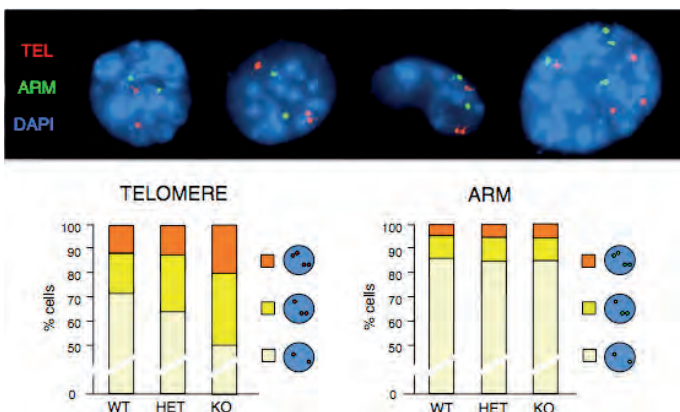 TEL
ARM
DAPI
TELOMERE
ARM
100
90
80
70
60
50
0
% cells
WT HET KO
100
90
80
70
60
50
0
% cells
WT HET KO